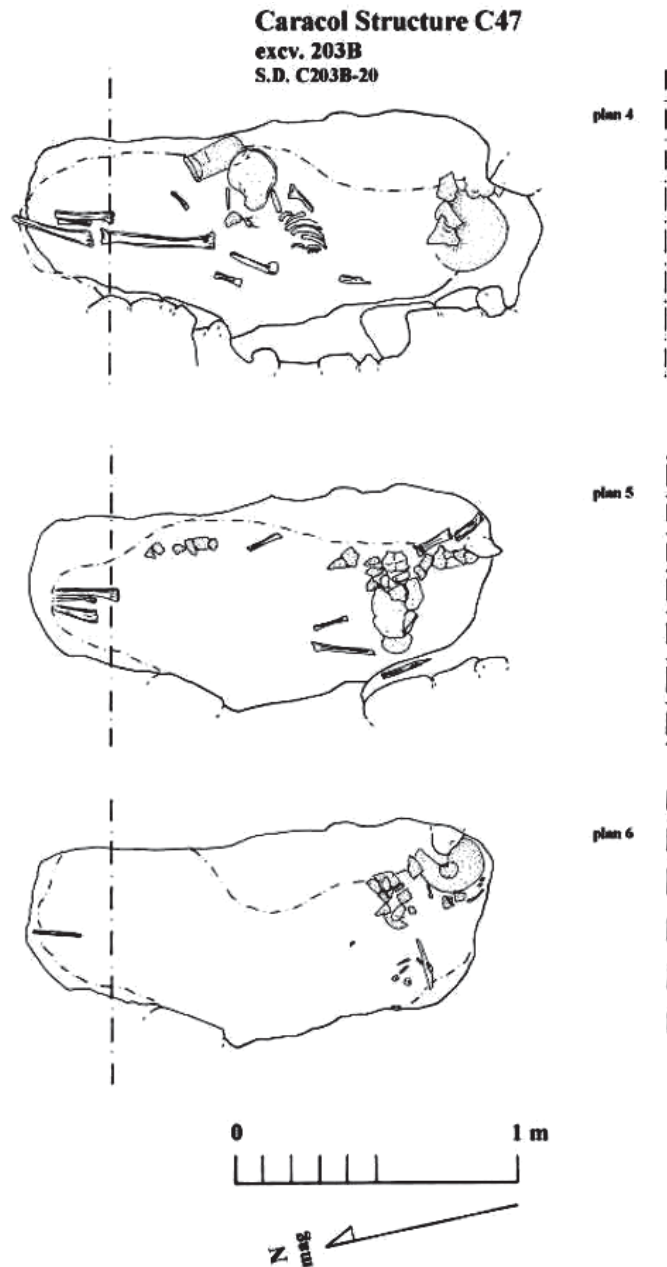 Caracol Structure C47
excv. 203B
S.D. C203B-20
plan 4
plan 5
plan 6
0 1 m
N
mag